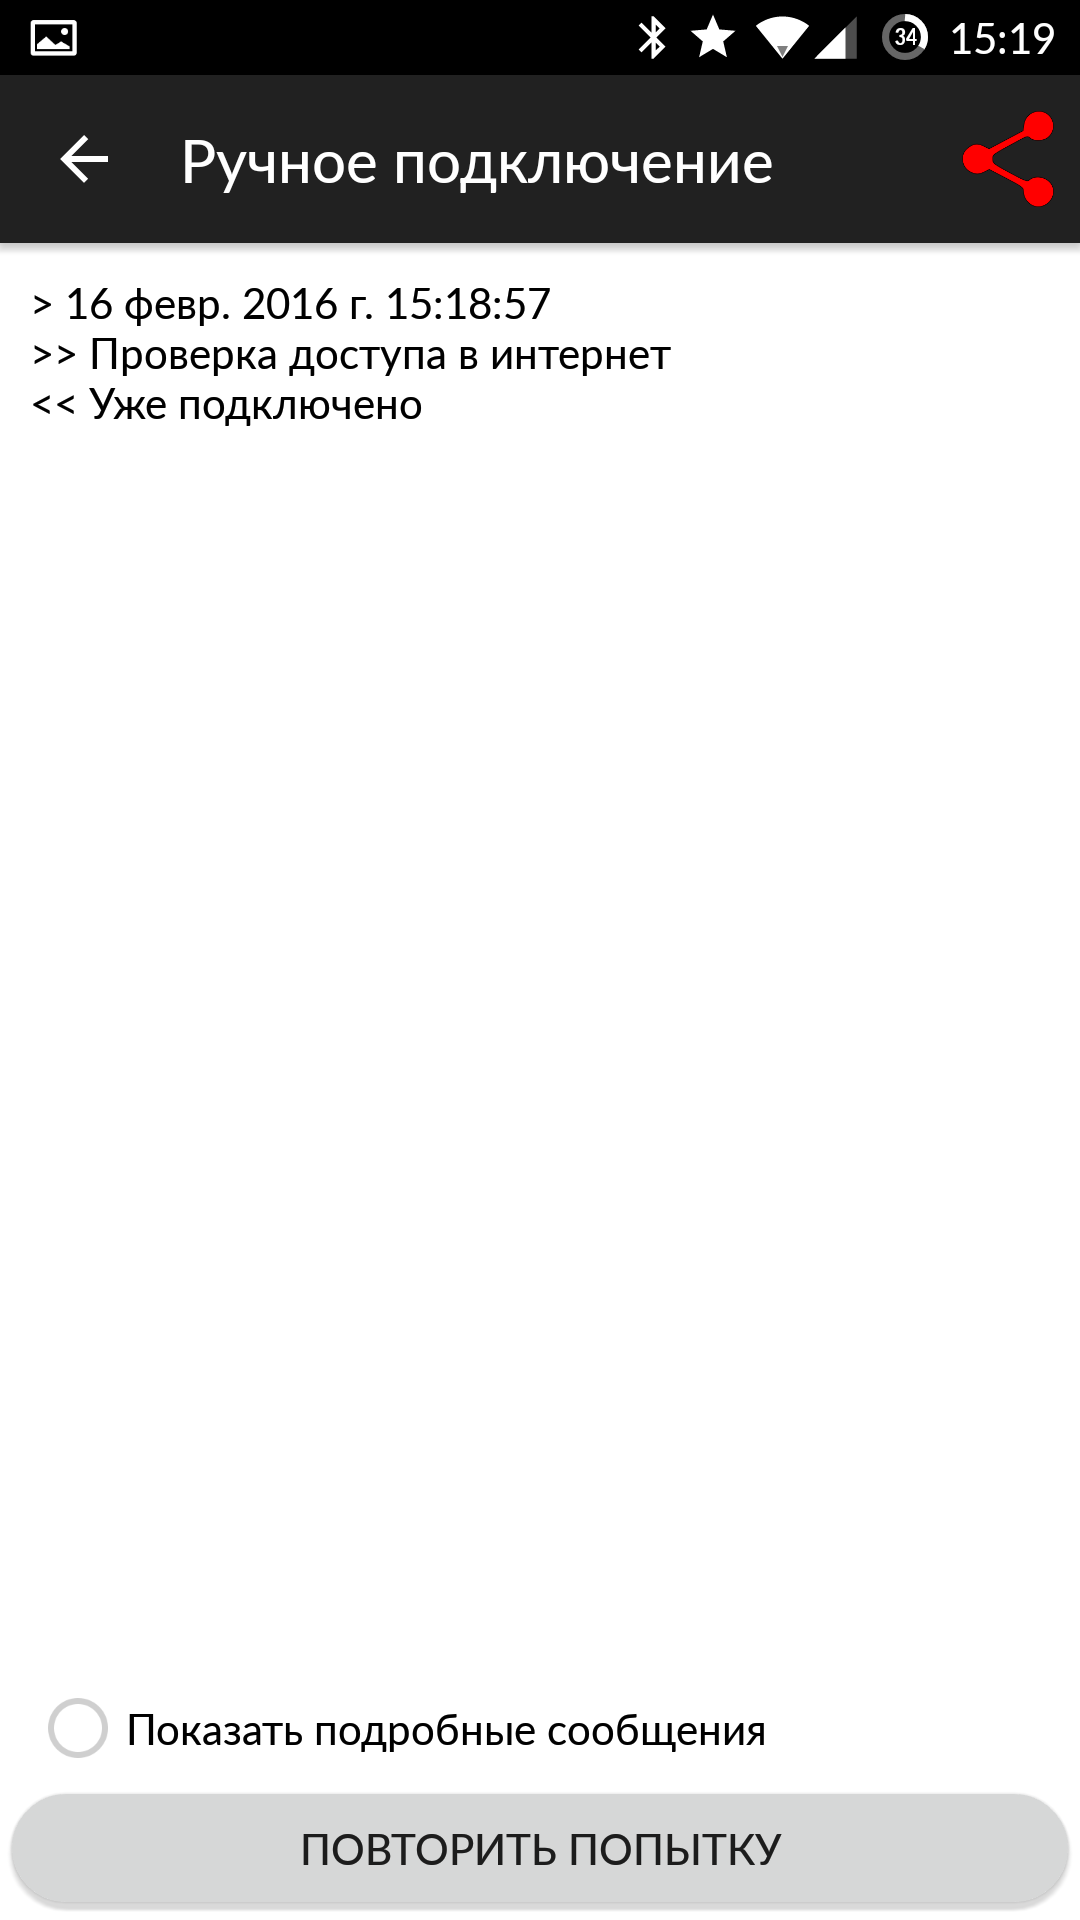 34 15:19
Ручное подключение
> 16 февр. 2016 г. 15:18:57
>> Проверка доступа в интернет
<< Уже подключено
Показать подробные сообщения
ПОВТОРИТЬ ПОПЫТКУ